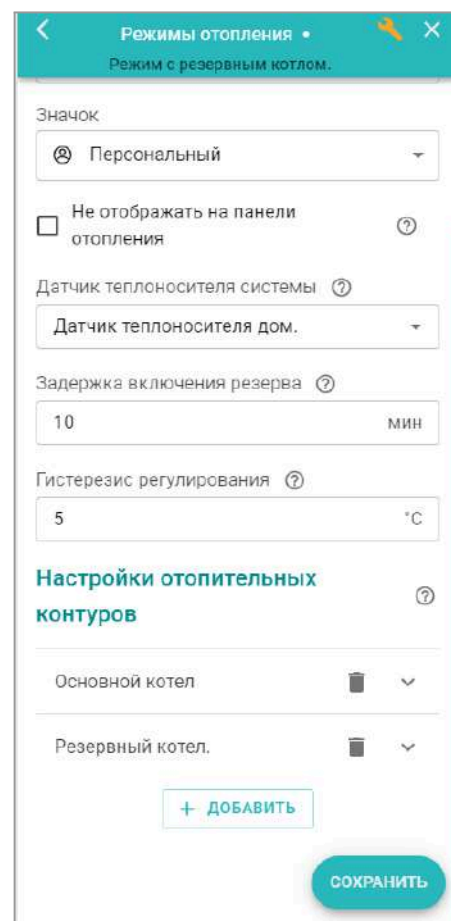 Режимы отопления •
Режим с резервным котлом.
Значок
Персональный
Не отображать на панели
отопления
Датчик теплоносителя системы
Датчик теплоносителя дом.
Задержка включения резерва
10 мин
Гистерезис регулирования
5 °C
Настройки отопительных
контуров
Основной котел
Резервный котел.
+ ДОБАВИТЬ
СОХРАНИТЬ